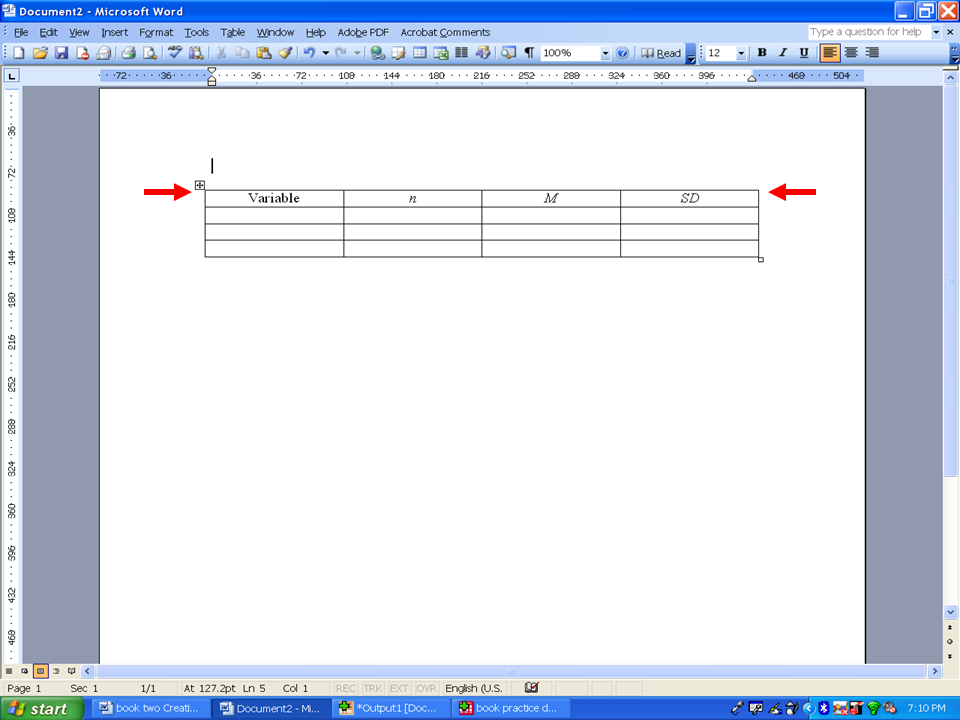 Document2 - Microsoft Word
File Edit View Insert Format Tools Table Window Help Adobe PDF Acrobat Comments
Type a question for help
100% Read 12 B I U
72 36 36 72 108 144 180 216 252 288 324 360 396 468 504
36
72
108
144
180
216
252
288
324
360
396
432
468
Variable n M SD
Page 1 Sec 1 1/1 At 127.2pt Ln 5 Col 1 REC TRK EXT OVR English (U.S.
start book two Creati... Document2 - Mi... *Output1 [Doc... book practice d... 7:10 PM